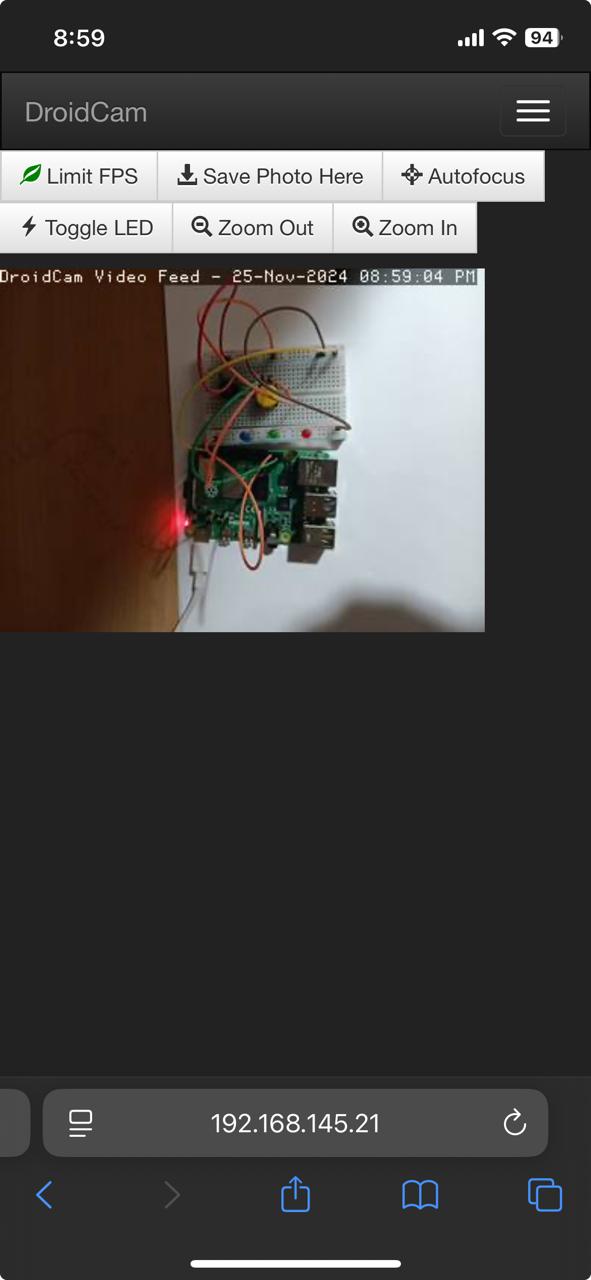 8:59
94
DroidCam
Limit FPS
Save Photo Here
Autofocus
Toggle LED
Zoom Out
Zoom In
DroidCam Video Feed - 25-Nov-2024 08:59:04 PM
192.168.145.21